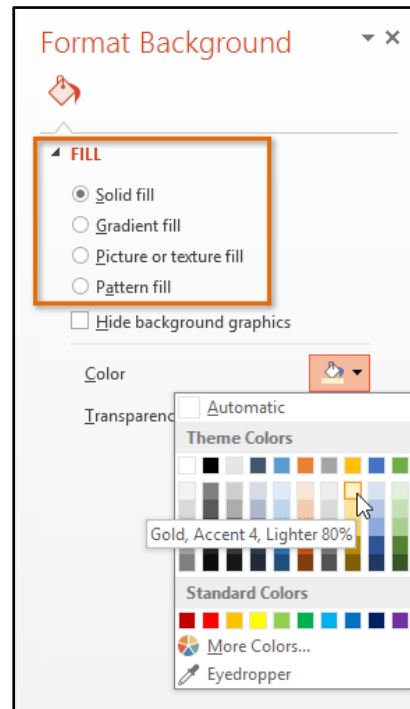 Format Background
FILL
Solid fill
Gradient fill
Picture or texture fill
Pattern fill
Hide background graphics
Color
Transparenc
Automatic
Theme Colors
Gold, Accent 4, Lighter 80%
Standard Colors
More Colors...
Eyedropper